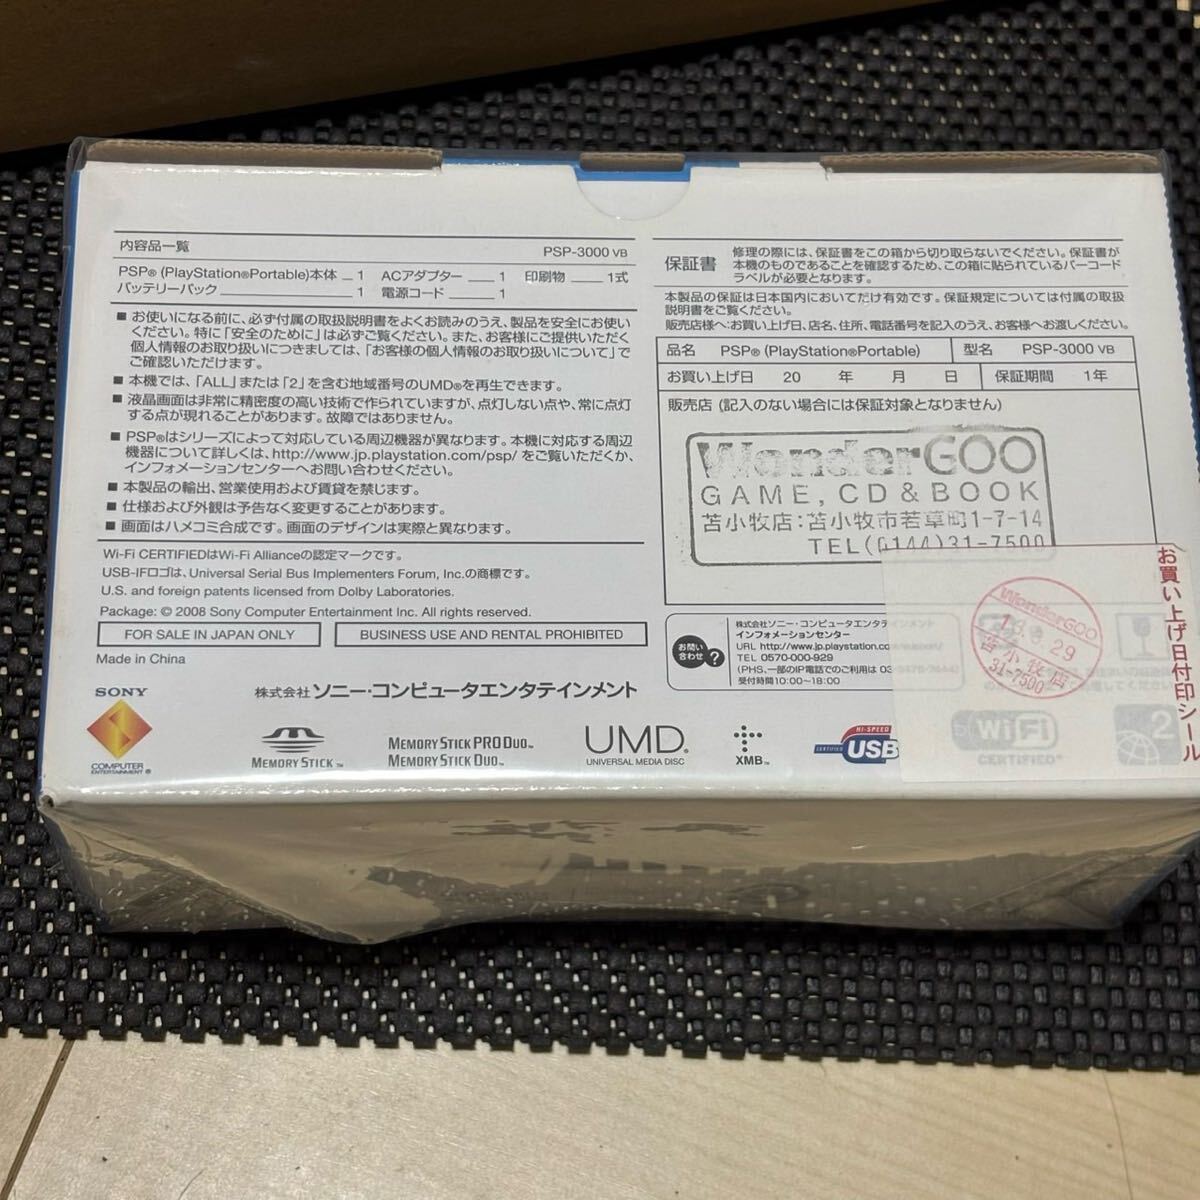 内容品一覧 PSP-3000 VB
PSP® (PlayStation®Portable)本体 1 ACアダプター 1 印刷物 1式
バッテリーパック 1 電源コード 1
■ お使いになる前に、必ず付属の取扱説明書をよくお読みのうえ、製品を安全にお使い
ください。特に「安全のために」は必ずご覧ください。また、お客様にご提供いただく
個人情報のお取り扱いにつきましては、「お客様の個人情報のお取り扱いについて」で
ご確認いただけます。
■ 本機では、「ALL」または「2」を含む地域番号のUMD®を再生できます。
■ 液晶画面は非常に精密度の高い技術で作られていますが、点灯しない点や、常に点灯
する点が現れることがあります。故障ではありません。
■ PSP®はシリーズによって対応している周辺機器が異なります。本機に対応する周辺
機器について詳しくは、http://www.jp.playstation.com/psp/ をご覧いただくか、
インフォメーションセンターへお問い合わせください。
■ 本製品の輸出、営業使用および賃貸を禁じます。
■ 仕様および外観は予告なく変更することがあります。
■ 画面はハメコミ合成です。画面のデザインは実際と異なります。
Wi-Fi CERTIFIEDはWi-Fi Allianceの認定マークです。
USB-IFロゴは、Universal Serial Bus Implementers Forum, Inc.の商標です。
U.S. and foreign patents licensed from Dolby Laboratories.
Package: © 2008 Sony Computer Entertainment Inc. All rights reserved.
FOR SALE IN JAPAN ONLY BUSINESS USE AND RENTAL PROHIBITED
Made in China
SONY
COMPUTER
ENTERTAINMENT ®
株式会社 ソニー・コンピュータエンタテインメント
MEMORY STICK™
MEMORY STICK PRO DUO™
MEMORY STICK DUO™
UMD®
UNIVERSAL MEDIA DISC
XMB™
HI-SPEED
CERTIFIED USB
保証書
修理の際には、保証書をこの箱から切り取らないでください。保証書が
本機のものであることを確認するため、この箱に貼られているバーコード
ラベルが必要となります。
本製品の保証は日本国内においてだけ有効です。保証規定については付属の取扱
説明書をご覧ください。
販売店様へ:お買い上げ日、店名、住所、電話番号を記入のうえ、お客様へお渡しください。
品名 PSP® (PlayStation®Portable) 型名 PSP-3000 VB
お買い上げ日 20 年 月 日 保証期間 1年
販売店 (記入のない場合には保証対象となりません)
WonderGOO
GAME, CD & BOOK
苫小牧店:苫小牧市若草町1-7-14
TEL(0144)31-7500
お問い
合わせ ?
株式会社ソニー・コンピュータエンタテインメント
インフォメーションセンター
URL http://www.jp.playstation.co
TEL 0570-000-929
(PHS、一部のIP電話でのご利用は 03-3475-7444)
受付時間10:00〜18:00
WonderGOO
29
苫小牧店
31-7500
お買い上げ日付印シール
Wi Fi
CERTIFIED
2